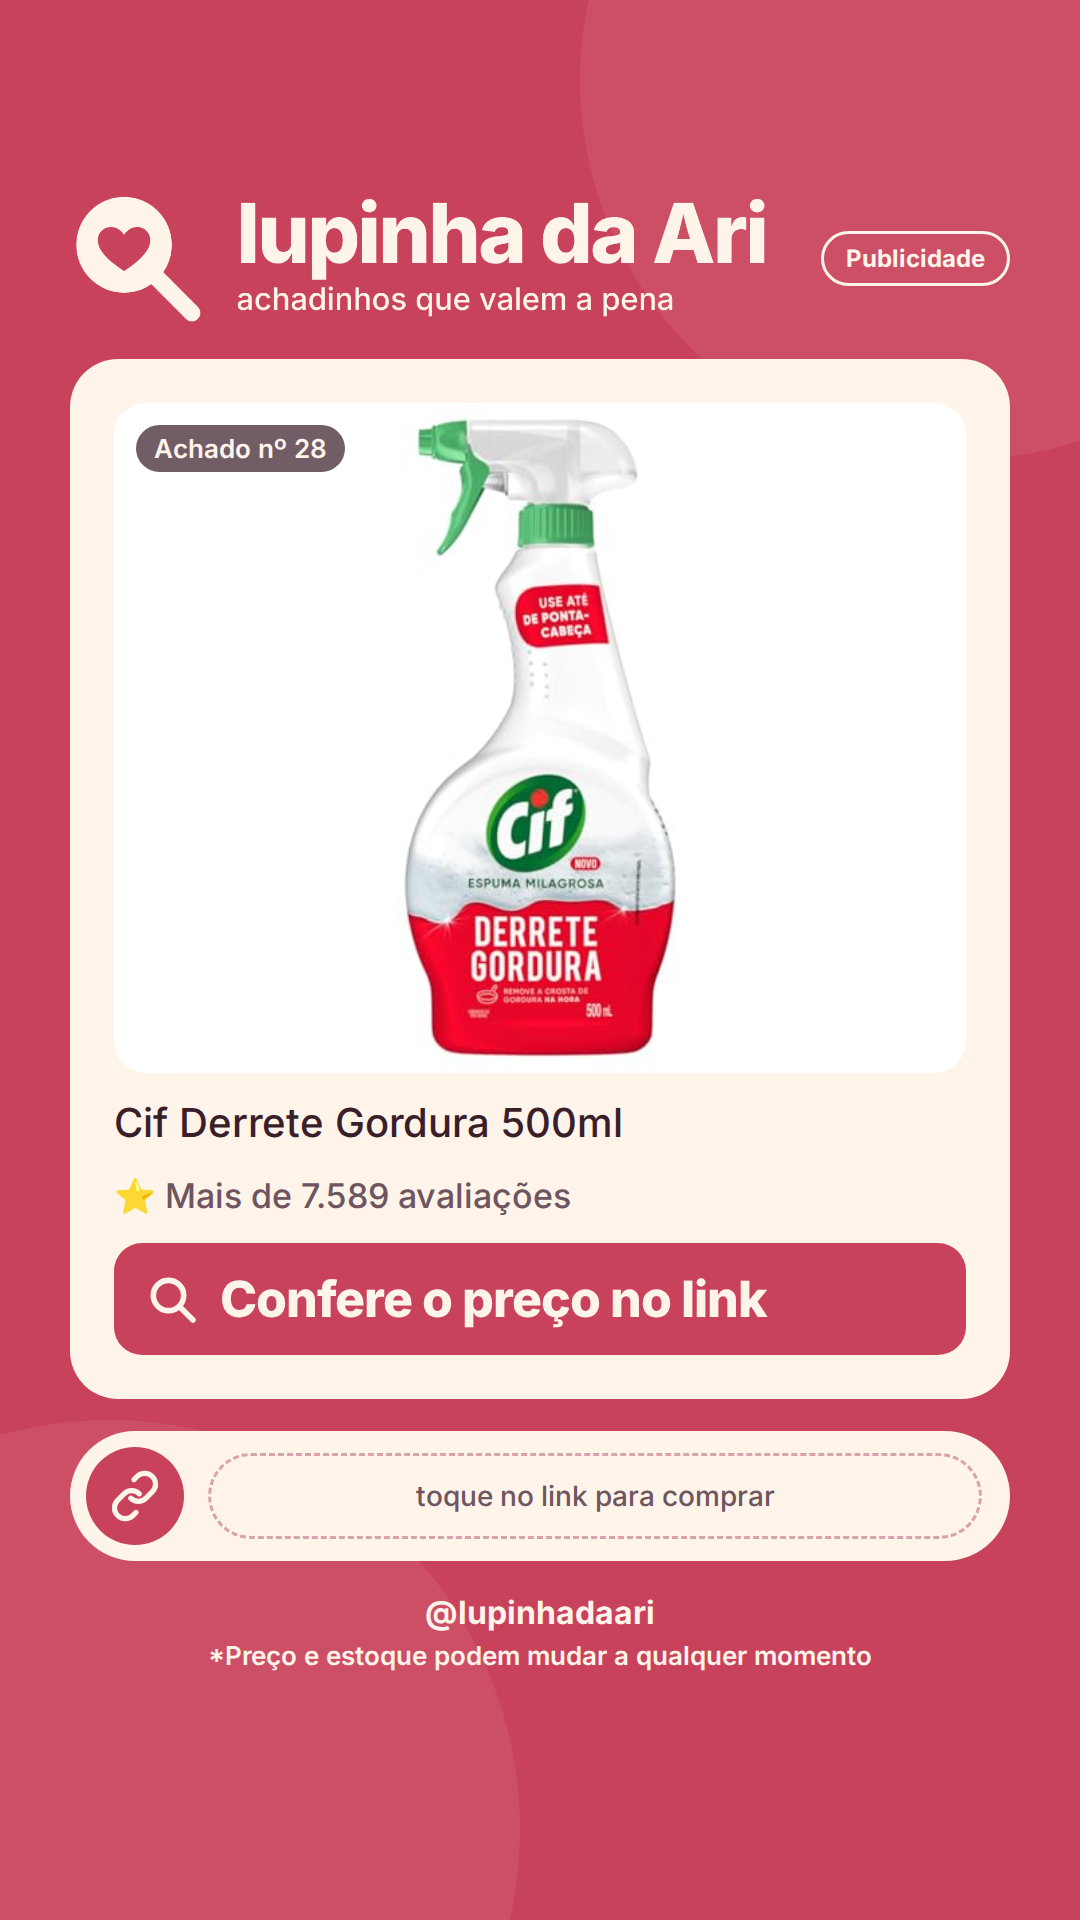 lupinha da Ari
achadinhos que valem a pena
Publicidade
Achado nº 28
USE ATÉ
DE PONTA-
CABEÇA
Cif
NOVO
ESPUMA MILAGROSA
DERRETE
GORDURA
REMOVE A CROSTA DE
GORDURA NA HORA
500 mL
Cif Derrete Gordura 500ml
⭐ Mais de 7.589 avaliações
Confere o preço no link
toque no link para comprar
@lupinhadaari
*Preço e estoque podem mudar a qualquer momento